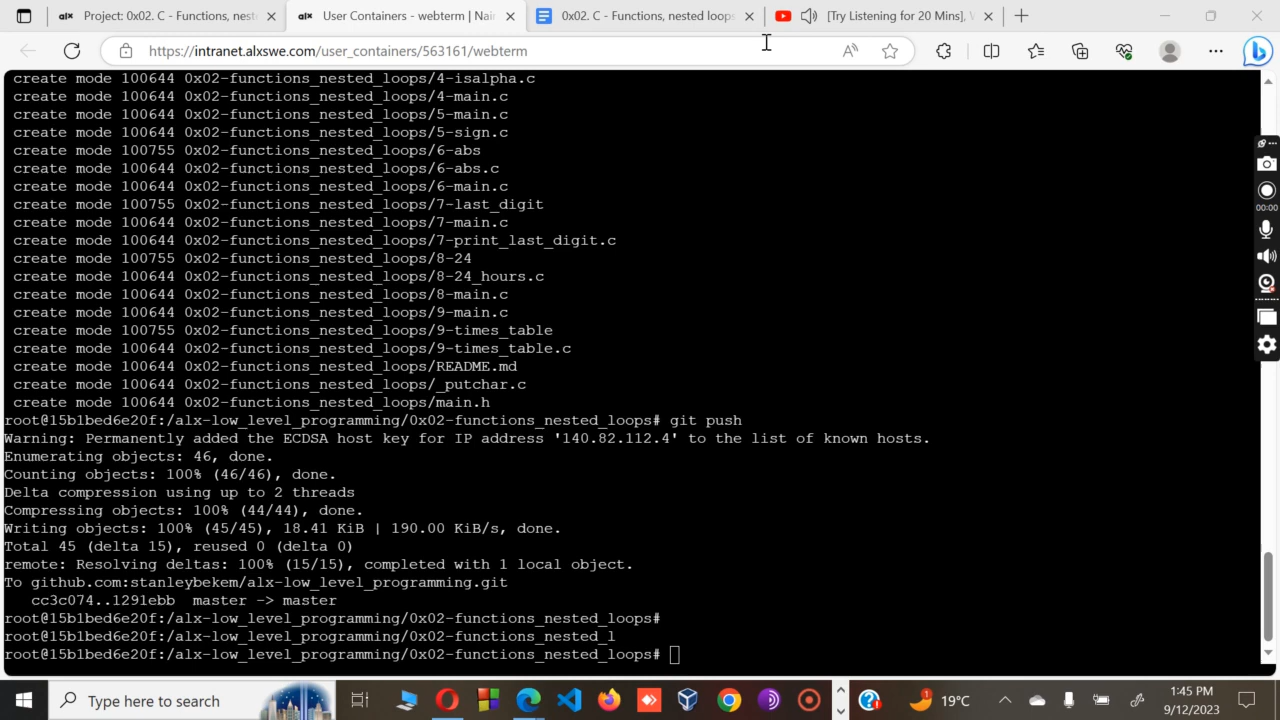 Project: 0x02. C - Functions, nest
User Containers - webterm | Nair
0x02. C - Functions, nested loops
[Try Listening for 20 Mins],
https://intranet.alxswe.com/user_containers/563161/webterm
create mode 100644 0x02-functions_nested_loops/4-isalpha.c
create mode 100644 0x02-functions_nested_loops/4-main.c
create mode 100644 0x02-functions_nested_loops/5-main.c
create mode 100644 0x02-functions_nested_loops/5-sign.c
create mode 100755 0x02-functions_nested_loops/6-abs
create mode 100644 0x02-functions_nested_loops/6-abs.c
create mode 100644 0x02-functions_nested_loops/6-main.c
create mode 100755 0x02-functions_nested_loops/7-last_digit
create mode 100644 0x02-functions_nested_loops/7-main.c
create mode 100644 0x02-functions_nested_loops/7-print_last_digit.c
create mode 100755 0x02-functions_nested_loops/8-24
create mode 100644 0x02-functions_nested_loops/8-24_hours.c
create mode 100644 0x02-functions_nested_loops/8-main.c
create mode 100644 0x02-functions_nested_loops/9-main.c
create mode 100755 0x02-functions_nested_loops/9-times_table
create mode 100644 0x02-functions_nested_loops/9-times_table.c
create mode 100644 0x02-functions_nested_loops/README.md
create mode 100644 0x02-functions_nested_loops/_putchar.c
create mode 100644 0x02-functions_nested_loops/main.h
root@15b1bed6e20f:/alx-low_level_programming/0x02-functions_nested_loops# git push
Warning: Permanently added the ECDSA host key for IP address '140.82.112.4' to the list of known hosts.
Enumerating objects: 46, done.
Counting objects: 100% (46/46), done.
Delta compression using up to 2 threads
Compressing objects: 100% (44/44), done.
Writing objects: 100% (45/45), 18.41 KiB | 190.00 KiB/s, done.
Total 45 (delta 15), reused 0 (delta 0)
remote: Resolving deltas: 100% (15/15), completed with 1 local object.
To github.com:stanleybekem/alx-low_level_programming.git
cc3c074..1291ebb master -> master
root@15b1bed6e20f:/alx-low_level_programming/0x02-functions_nested_loops#
root@15b1bed6e20f:/alx-low_level_programming/0x02-functions_nested_l
root@15b1bed6e20f:/alx-low_level_programming/0x02-functions_nested_loops#
00:00
Type here to search
19°C
1:45 PM
9/12/2023